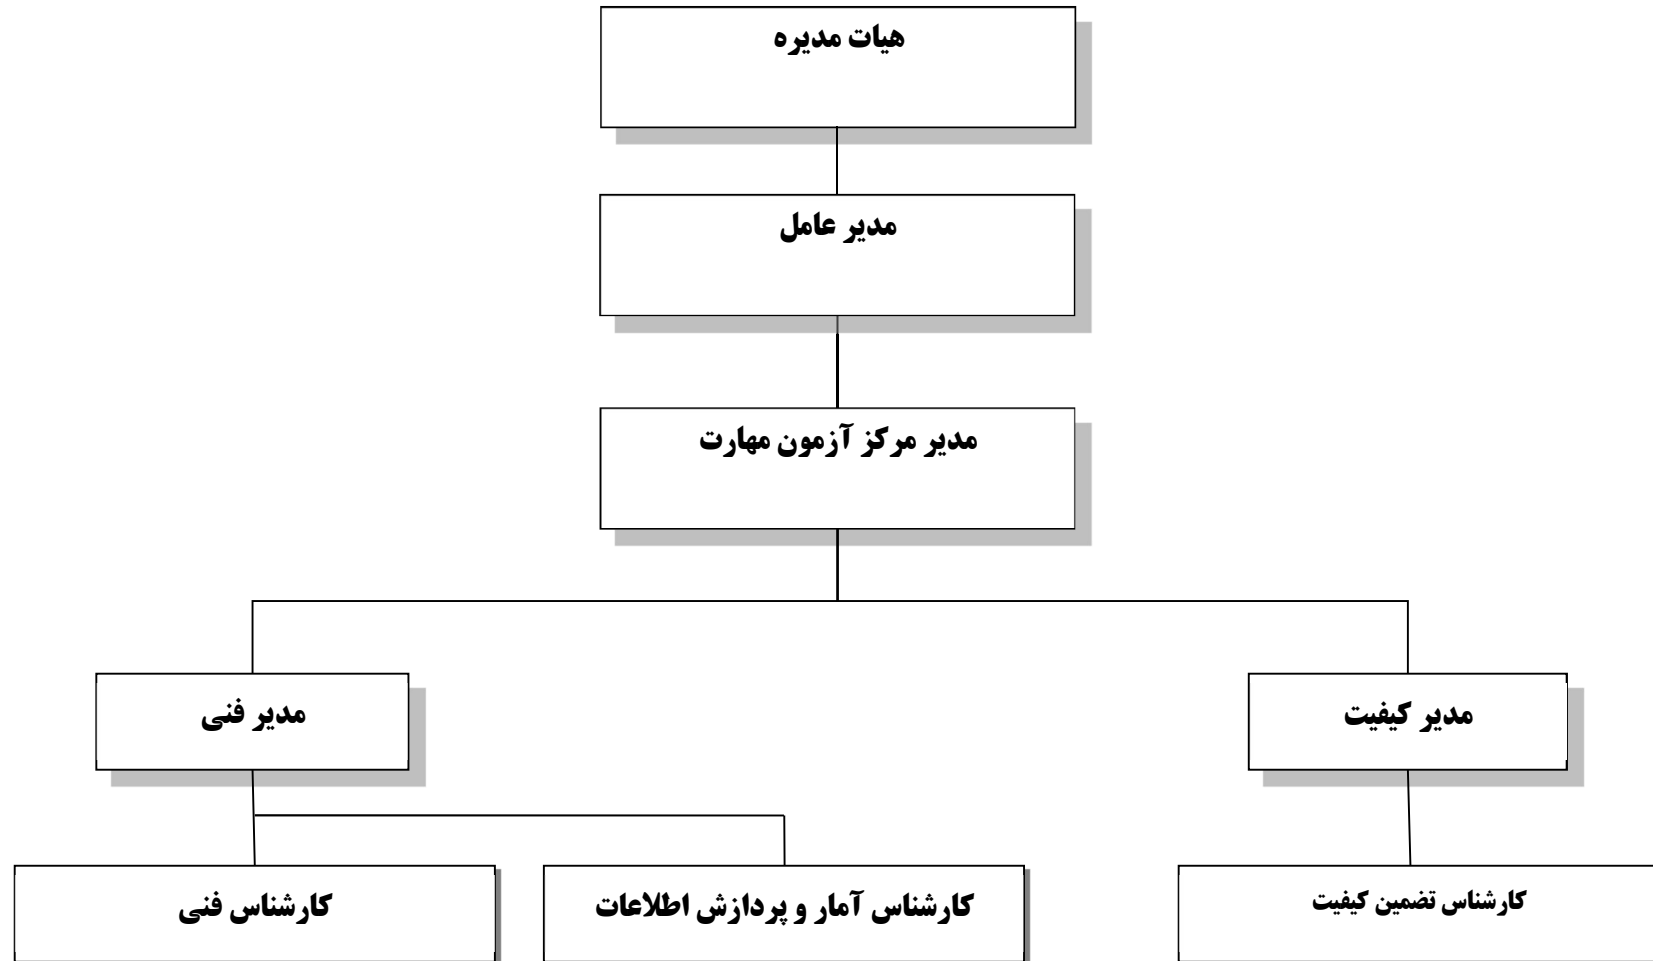 هیات مدیره
مدیر عامل
مدیر مرکز آزمون مهارت
مدیر کیفیت
مدیر فنی
کارشناس تضمین کیفیت
کارشناس آمار و پردازش اطلاعات
کارشناس فنی